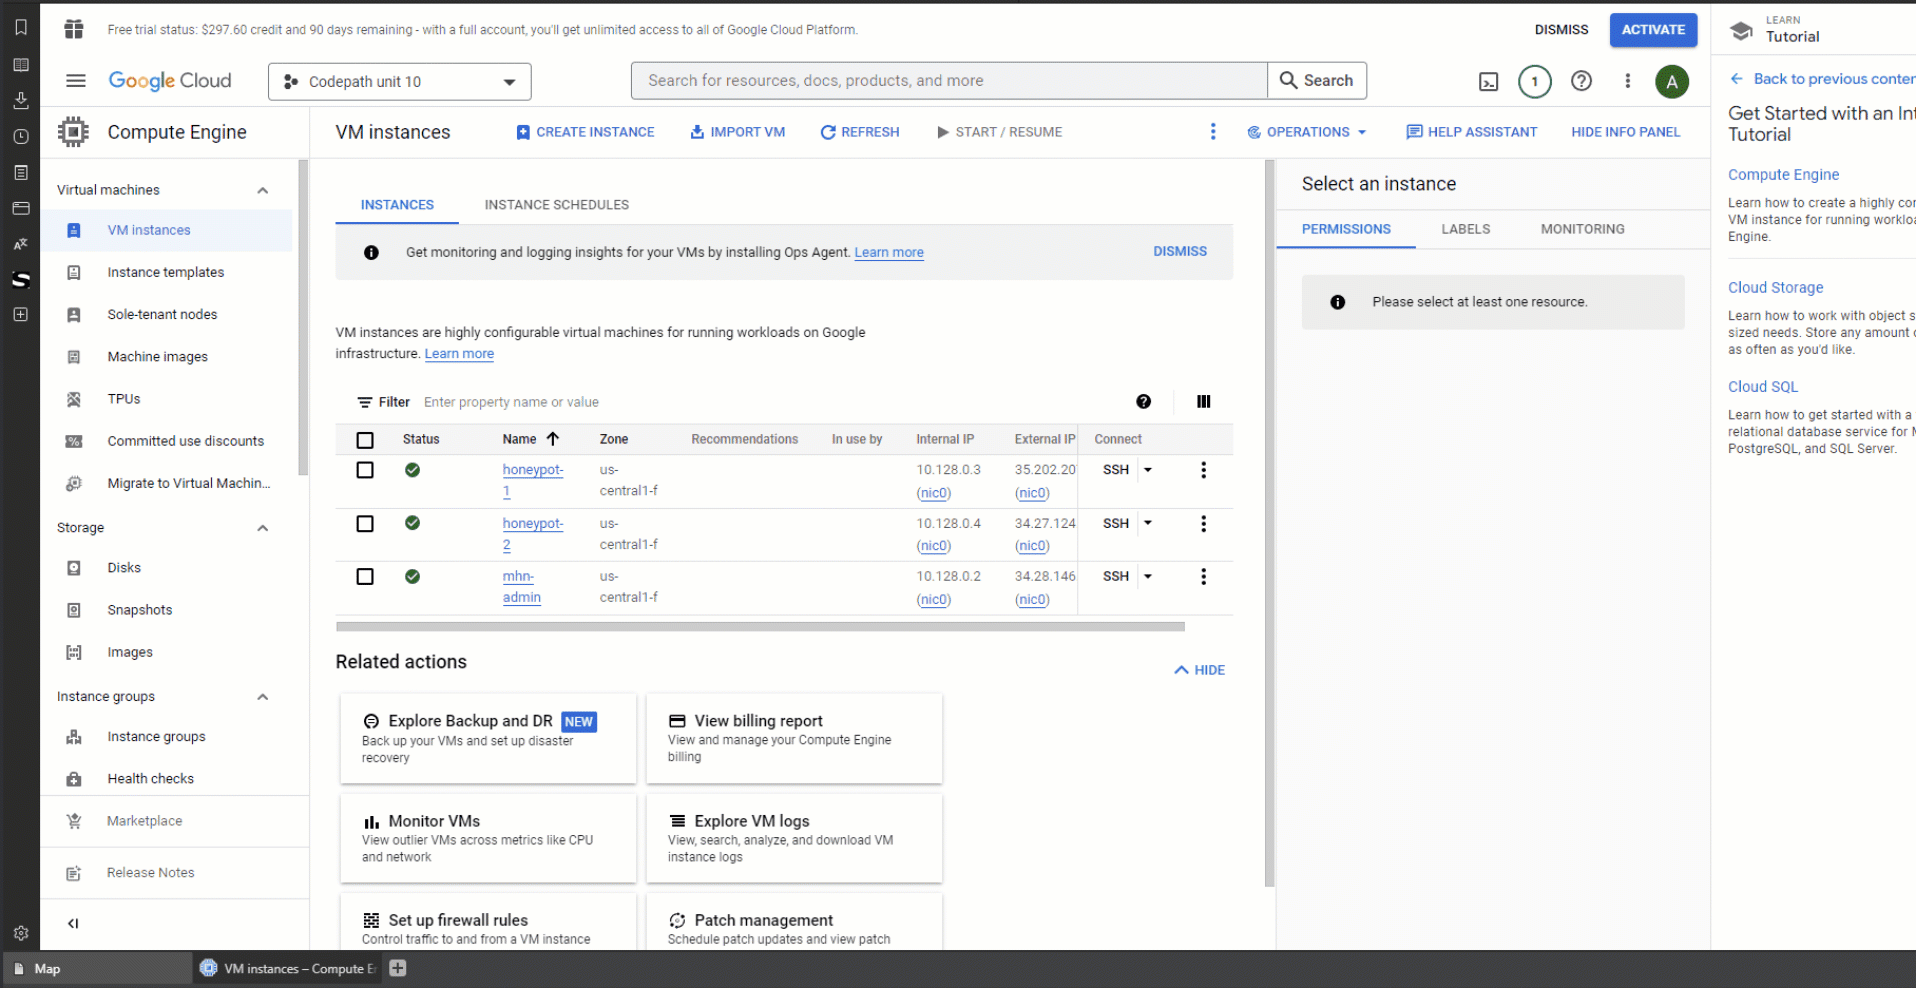 Free trial status: $297.60 credit and 90 days remaining - with a full account, you'll get unlimited access to all of Google Cloud Platform.
DISMISS
ACTIVATE
LEARN
Tutorial
Google Cloud
Codepath unit 10
Search for resources, docs, products, and more
Search
1
A
Back to previous conter
Get Started with an Int
Tutorial
Compute Engine
VM instances
CREATE INSTANCE
IMPORT VM
REFRESH
START / RESUME
OPERATIONS
HELP ASSISTANT
HIDE INFO PANEL
Virtual machines
VM instances
Instance templates
Sole-tenant nodes
Machine images
TPUs
Committed use discounts
Migrate to Virtual Machin...
Storage
Disks
Snapshots
Images
Instance groups
Instance groups
Health checks
Marketplace
Release Notes
INSTANCES
INSTANCE SCHEDULES
Get monitoring and logging insights for your VMs by installing Ops Agent. Learn more
DISMISS
VM instances are highly configurable virtual machines for running workloads on Google
infrastructure. Learn more
Filter
Enter property name or value
Status
Name
Zone
Recommendations
In use by
Internal IP
External IP
Connect
honeypot-
1
us-
central1-f
10.128.0.3
(nic0)
35.202.20
(nic0)
SSH
honeypot-
2
us-
central1-f
10.128.0.4
(nic0)
34.27.124
(nic0)
SSH
mhn-
admin
us-
central1-f
10.128.0.2
(nic0)
34.28.146
(nic0)
SSH
Related actions
HIDE
Explore Backup and DR NEW
Back up your VMs and set up disaster
recovery
View billing report
View and manage your Compute Engine
billing
Monitor VMs
View outlier VMs across metrics like CPU
and network
Explore VM logs
View, search, analyze, and download VM
instance logs
Set up firewall rules
Control traffic to and from a VM instance
Patch management
Schedule patch updates and view patch
Select an instance
PERMISSIONS
LABELS
MONITORING
Please select at least one resource.
Compute Engine
Learn how to create a highly cor
VM instance for running workloa
Engine.
Cloud Storage
Learn how to work with object s
sized needs. Store any amount
as often as you'd like.
Cloud SQL
Learn how to get started with a
relational database service for M
PostgreSQL, and SQL Server.
Map
VM instances – Compute E